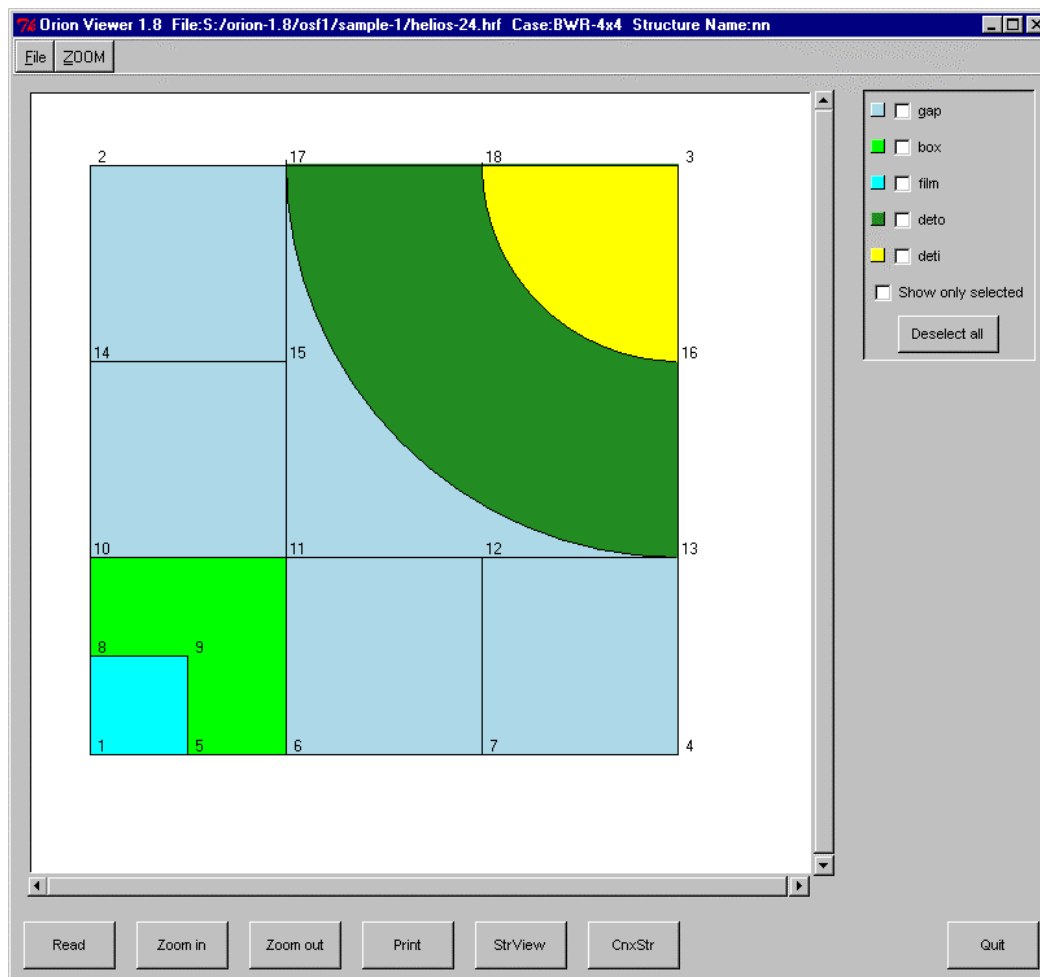 7% Orion Viewer 1.8 File:S:/orion-1.8/osf1/sample-1/helios-24.hrf Case:BWR-4x4 Structure Name:nn
File ZOOM
gap
box
film
deto
deti
Show only selected
Deselect all
2 17 18 3
14 15 16
10 11 12 13
8 9
1 5 6 7 4
Read Zoom in Zoom out Print StrView CnxStr Quit